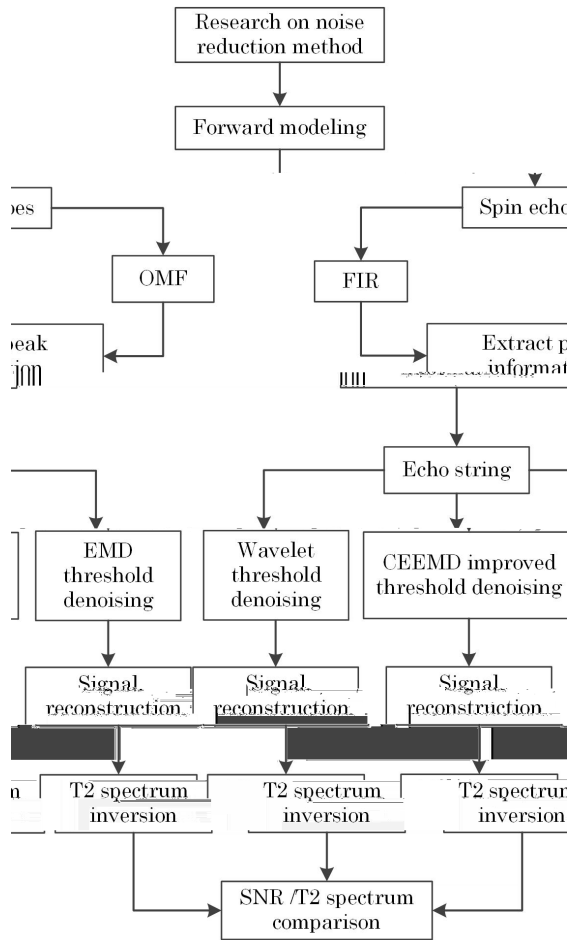 Research on noise
reduction method
Forward modeling
Spin echo
OMF
FIR
Extract
Echo string
EMD
threshold
denoising
Wavelet
threshold
denoising
CEEMD improved
threshold denoising
Signal
reconstruction
Signal
reconstruction
Signal
reconstruction
T2 spectrum
inversion
T2 spectrum
inversion
T2 spectrum
inversion
SNR /T2 spectrum
comparison